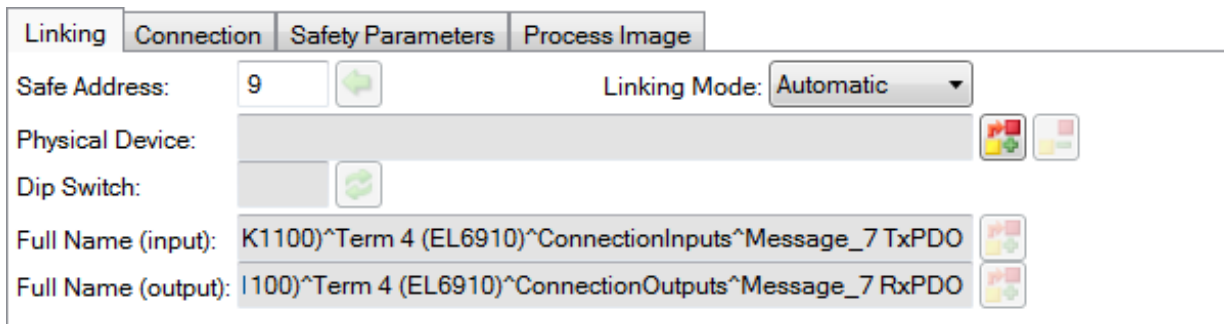 Linking Connection Safety Parameters Process Image
Safe Address: 9 Linking Mode: Automatic
Physical Device:
Dip Switch:
Full Name (input): K1100)^Term 4 (EL6910)^ConnectionInputs^Message_7 TxPDO
Full Name (output): 1100)^Term 4 (EL6910)^ConnectionOutputs^Message_7 RxPDO